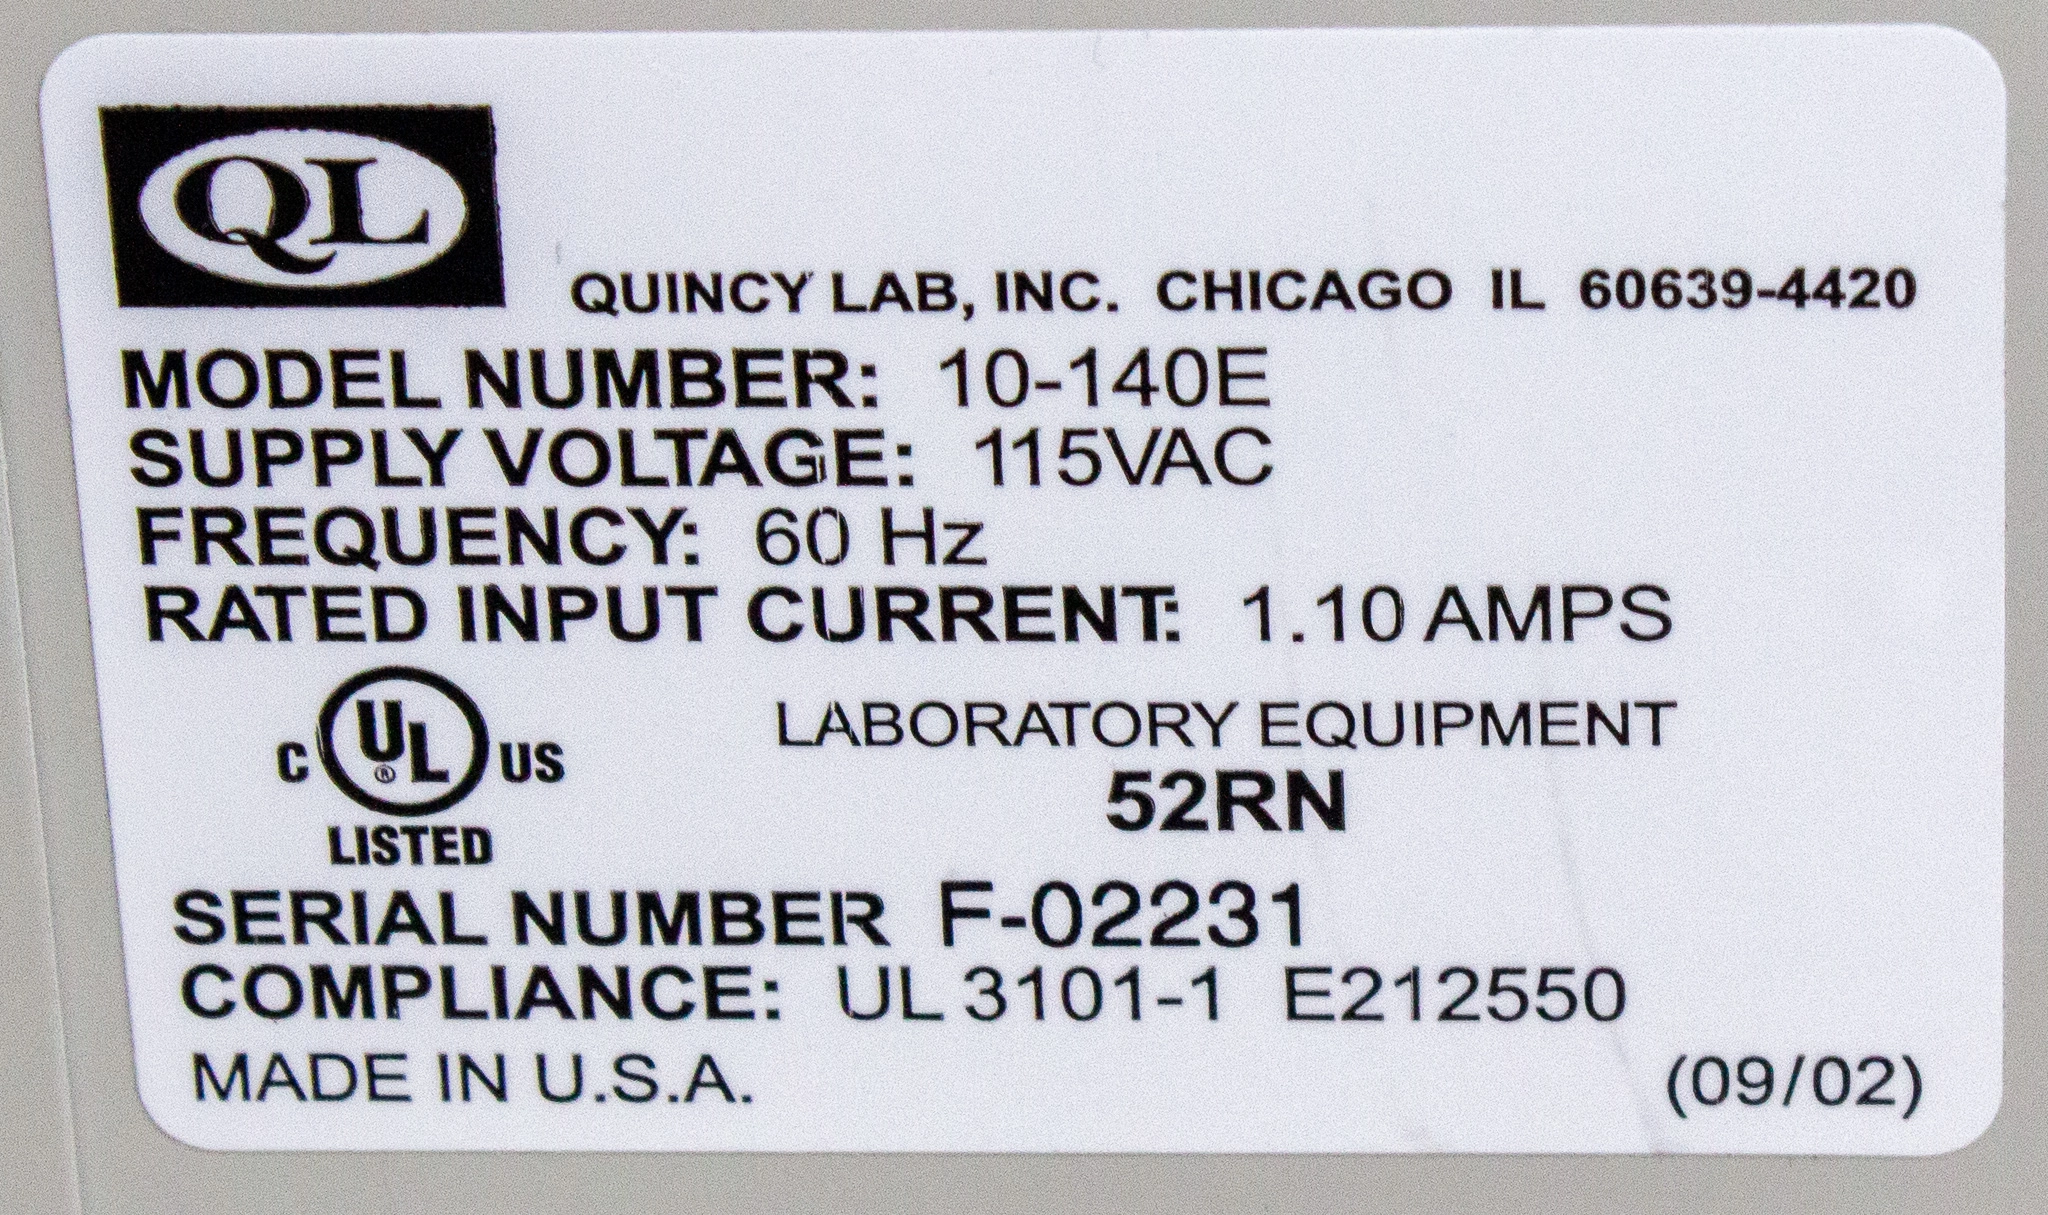 QL
QUINCY LAB, INC. CHICAGO IL 60639-4420
MODEL NUMBER: 10-140E
SUPPLY VOLTAGE: 115VAC
FREQUENCY: 60 Hz
RATED INPUT CURRENT: 1.10 AMPS
C UL ® US
LISTED
LABORATORY EQUIPMENT
52RN
SERIAL NUMBER F-02231
COMPLIANCE: UL 3101-1 E212550
MADE IN U.S.A. (09/02)